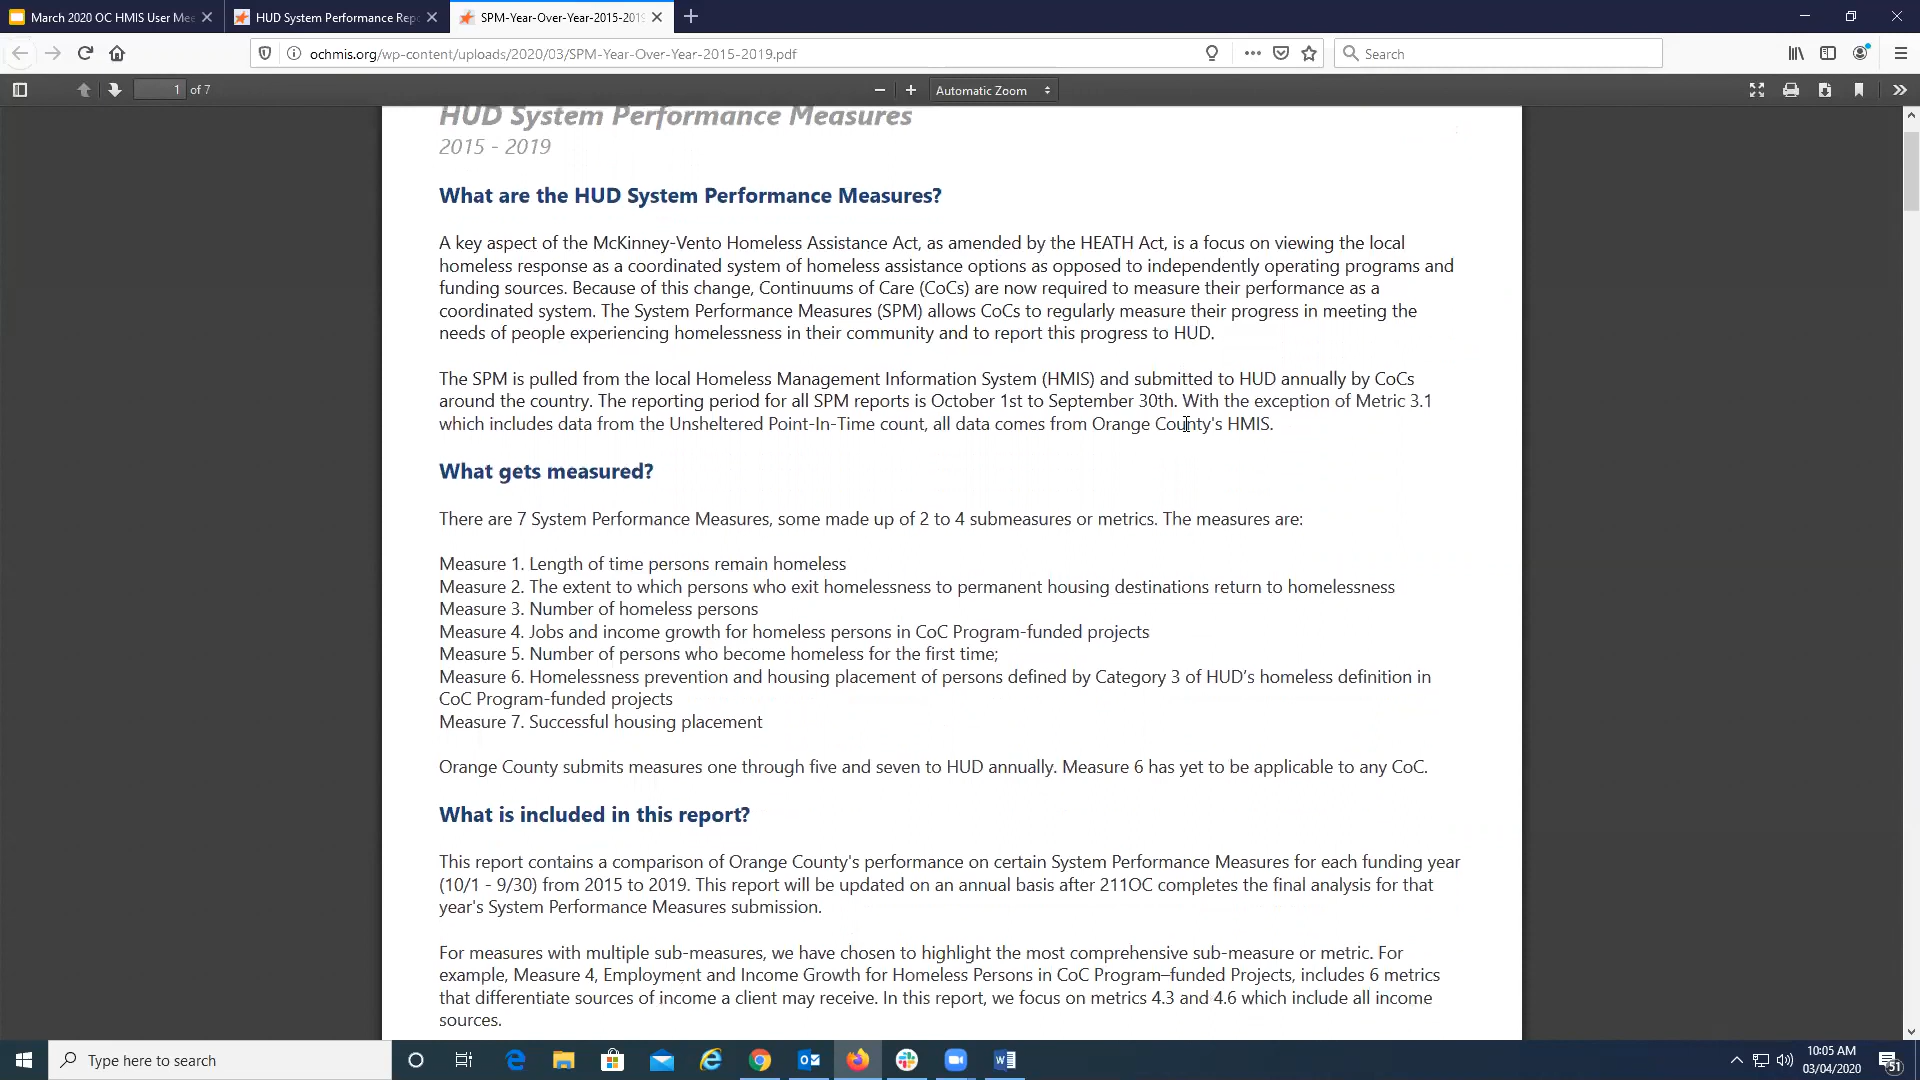 March 2020 OC HMIS User Mee
HUD System Performance Repo
SPM-Year-Over-Year-2015-2019
ochmis.org/wp-content/uploads/2020/03/SPM-Year-Over-Year-2015-2019.pdf
Search
1 of 7
Automatic Zoom
HUD System Performance Measures
2015 - 2019
What are the HUD System Performance Measures?
A key aspect of the McKinney-Vento Homeless Assistance Act, as amended by the HEATH Act, is a focus on viewing the local
homeless response as a coordinated system of homeless assistance options as opposed to independently operating programs and
funding sources. Because of this change, Continuums of Care (CoCs) are now required to measure their performance as a
coordinated system. The System Performance Measures (SPM) allows CoCs to regularly measure their progress in meeting the
needs of people experiencing homelessness in their community and to report this progress to HUD.
The SPM is pulled from the local Homeless Management Information System (HMIS) and submitted to HUD annually by CoCs
around the country. The reporting period for all SPM reports is October 1st to September 30th. With the exception of Metric 3.1
which includes data from the Unsheltered Point-In-Time count, all data comes from Orange County's HMIS.
What gets measured?
There are 7 System Performance Measures, some made up of 2 to 4 submeasures or metrics. The measures are:
Measure 1. Length of time persons remain homeless
Measure 2. The extent to which persons who exit homelessness to permanent housing destinations return to homelessness
Measure 3. Number of homeless persons
Measure 4. Jobs and income growth for homeless persons in CoC Program-funded projects
Measure 5. Number of persons who become homeless for the first time;
Measure 6. Homelessness prevention and housing placement of persons defined by Category 3 of HUD's homeless definition in
CoC Program-funded projects
Measure 7. Successful housing placement
Orange County submits measures one through five and seven to HUD annually. Measure 6 has yet to be applicable to any CoC.
What is included in this report?
This report contains a comparison of Orange County's performance on certain System Performance Measures for each funding year
(10/1 - 9/30) from 2015 to 2019. This report will be updated on an annual basis after 211OC completes the final analysis for that
year's System Performance Measures submission.
For measures with multiple sub-measures, we have chosen to highlight the most comprehensive sub-measure or metric. For
example, Measure 4, Employment and Income Growth for Homeless Persons in CoC Program–funded Projects, includes 6 metrics
that differentiate sources of income a client may receive. In this report, we focus on metrics 4.3 and 4.6 which include all income
sources.
Type here to search
10:05 AM
03/04/2020
51